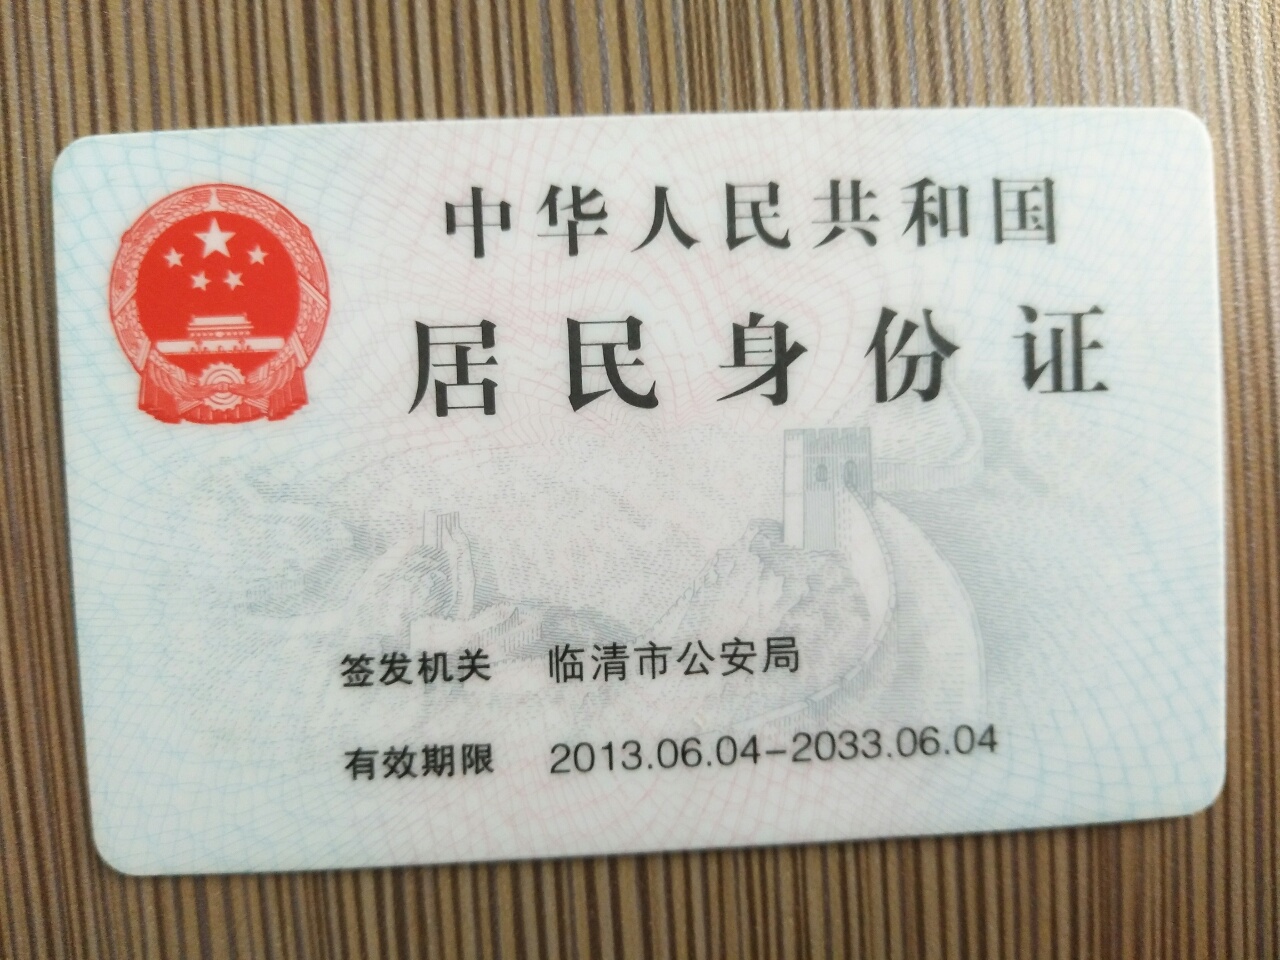 中华人民共和国
居民身份证
签发机关 临清市公安局
有效期限 2013.06.04-2033.06.04